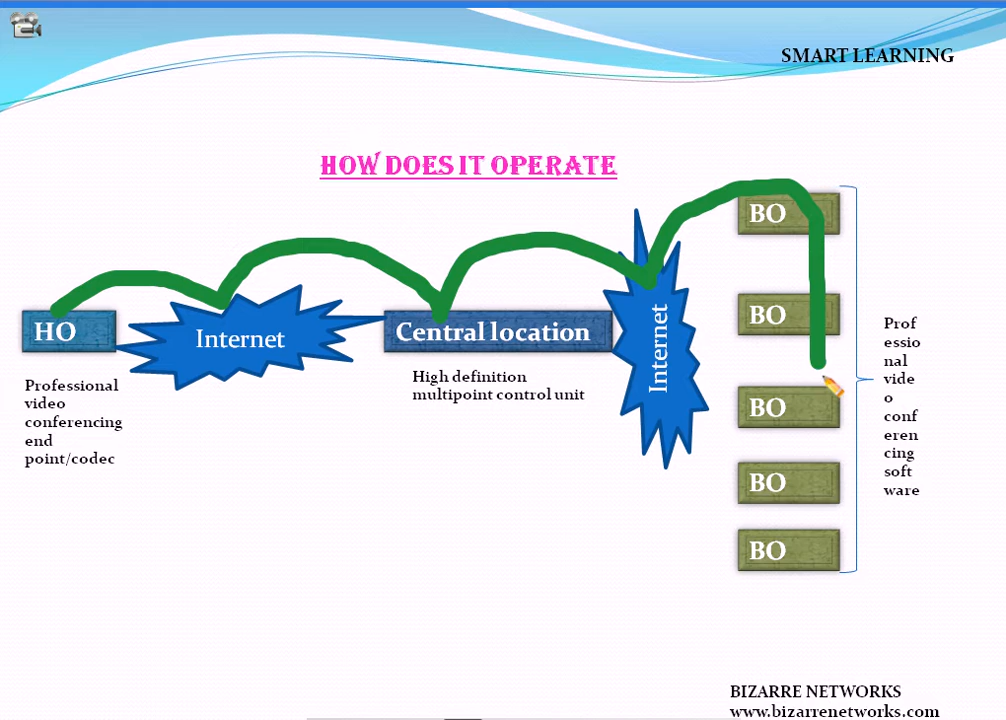 SMART LEARNING
HOW DOES IT OPERATE
HO
Internet
Central location
Internet
Professional
video
conferencing
end
point/codec
High definition
multipoint control unit
BO
BO
BO
BO
BO
Prof
essio
nal
vide
o
conf
eren
cing
soft
ware
BIZARRE NETWORKS
www.bizarrenetworks.com